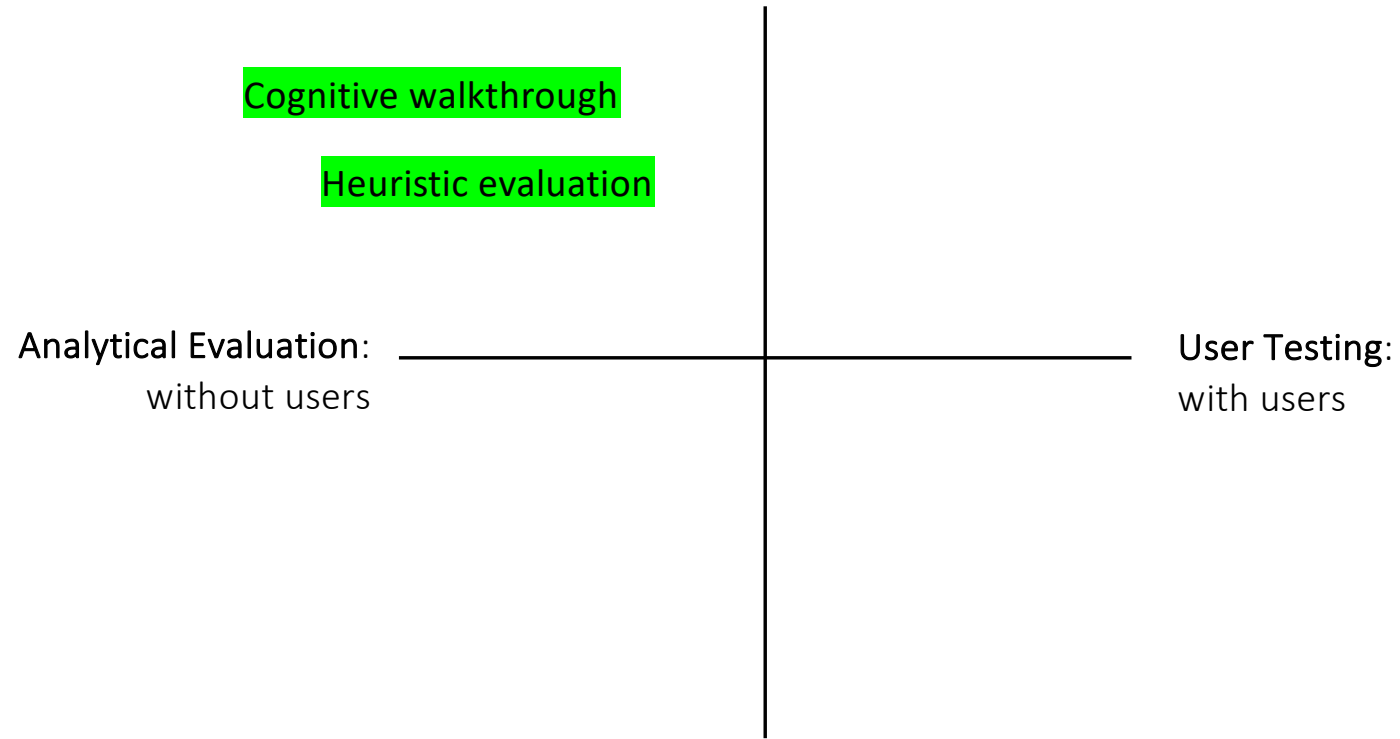 Cognitive walkthrough
Heuristic evaluation
Analytical Evaluation:
without users
User Testing:
with users